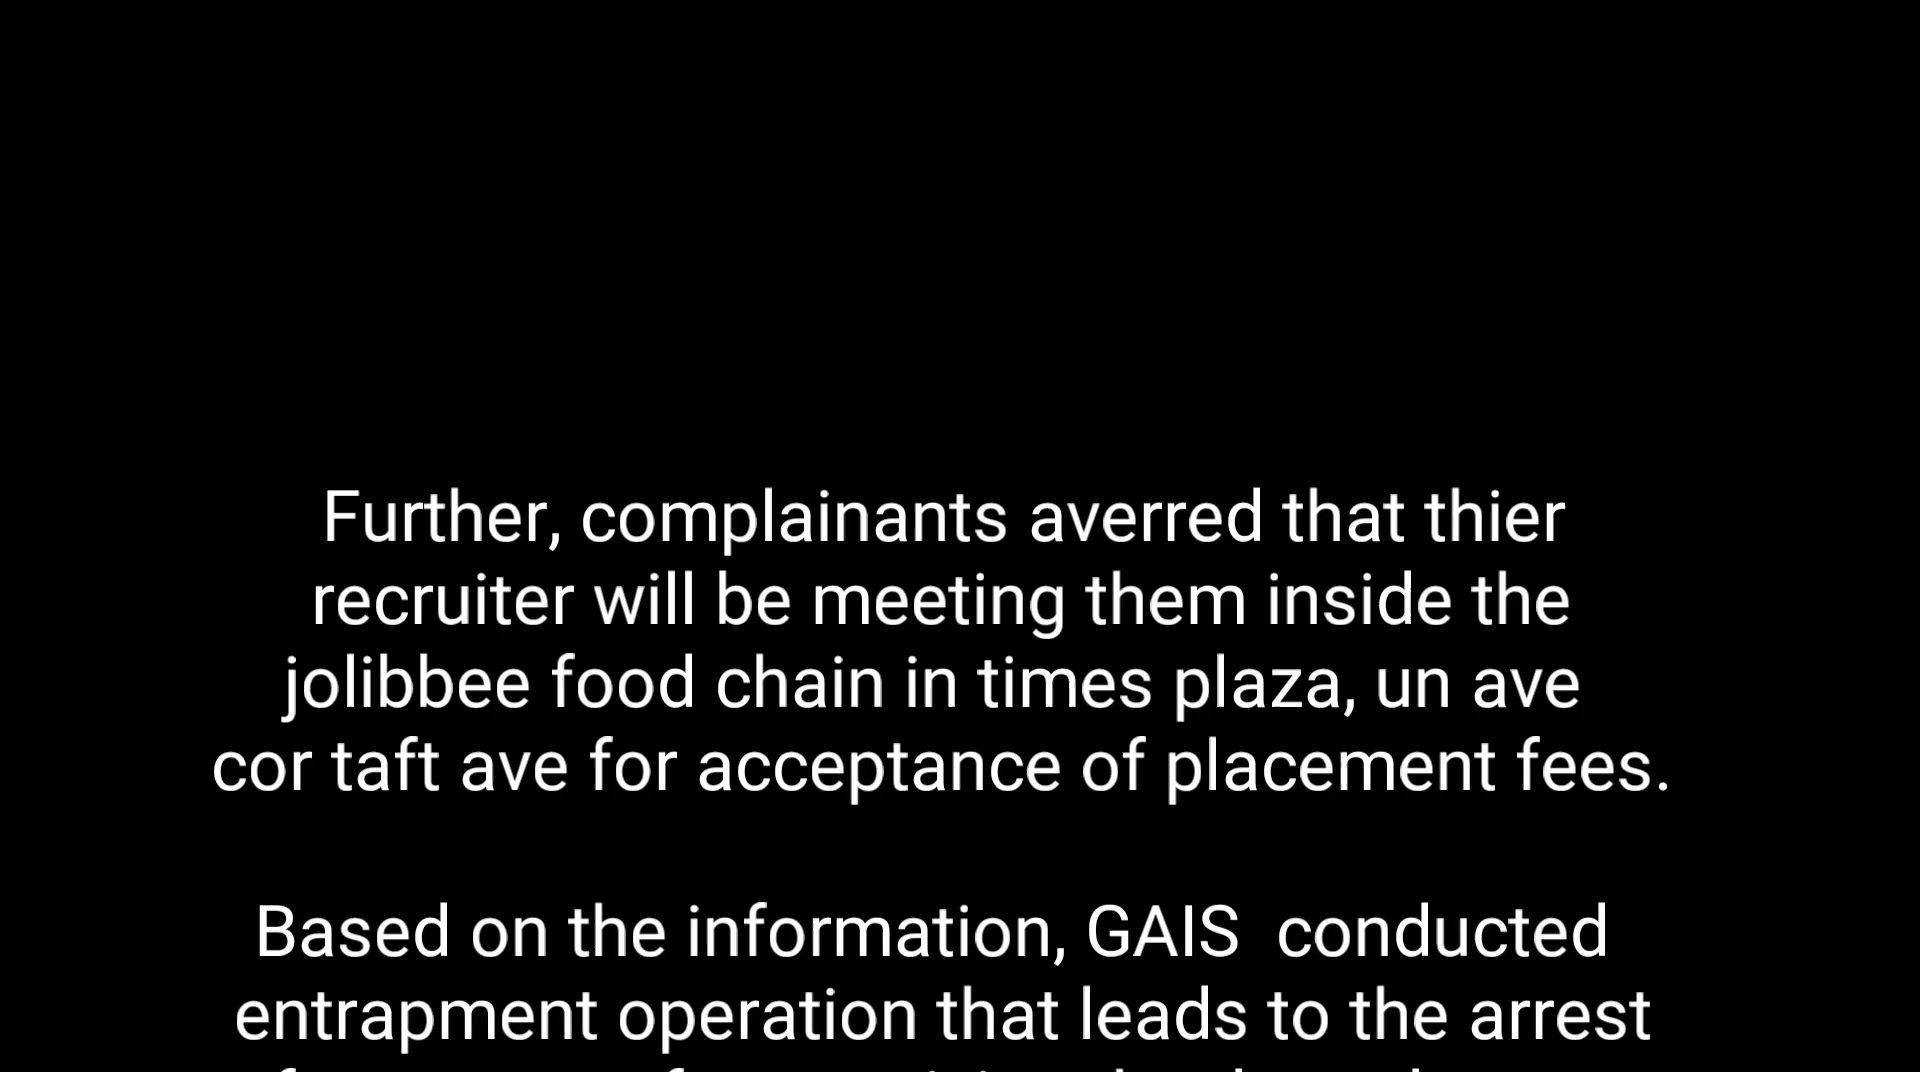 Further, complainants averred that thier
recruiter will be meeting them inside the
jolibbee food chain in times plaza, un ave
cor taft ave for acceptance of placement fees.
Based on the information, GAIS  conducted
entrapment operation that leads to the arrest